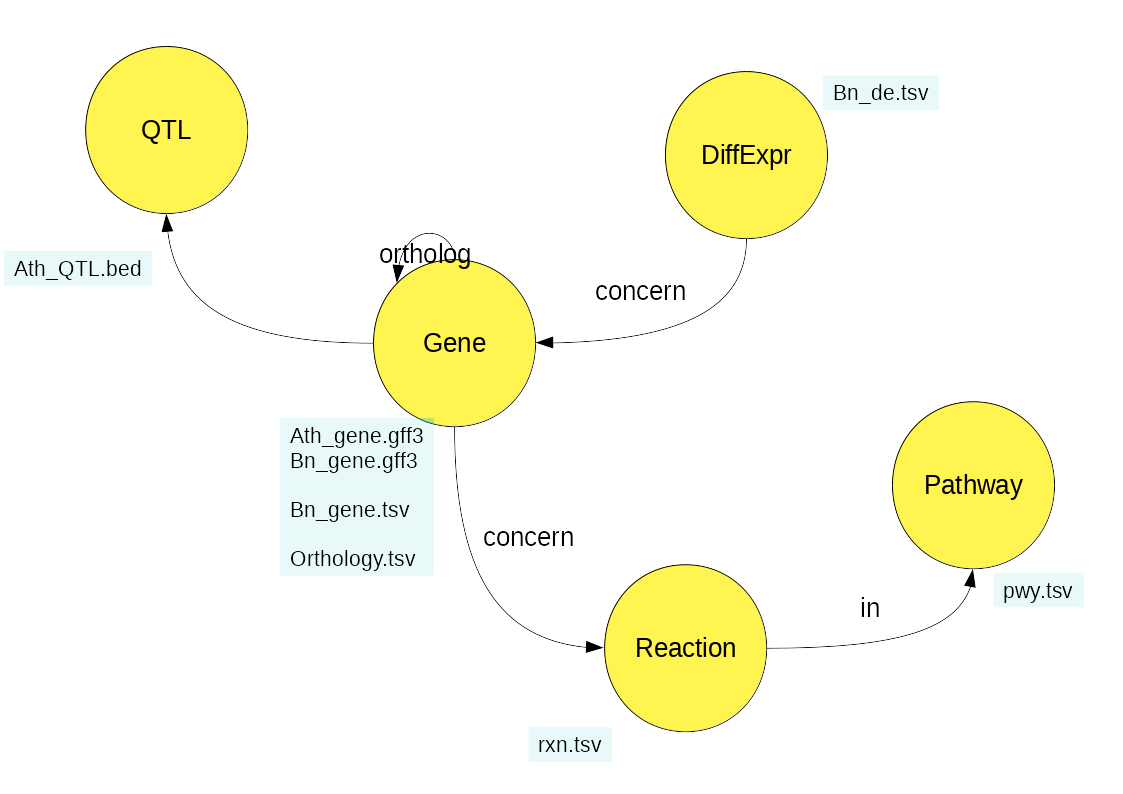 Bn_de.tsv
QTL
DiffExpr
ortholog
Ath_QTL.bed
concern
Gene
Ath_gene.gff3
Bn_gene.gff3
Bn_gene.tsv
Orthology.tsv
concern
Pathway
pwy.tsv
in
Reaction
rxn.tsv